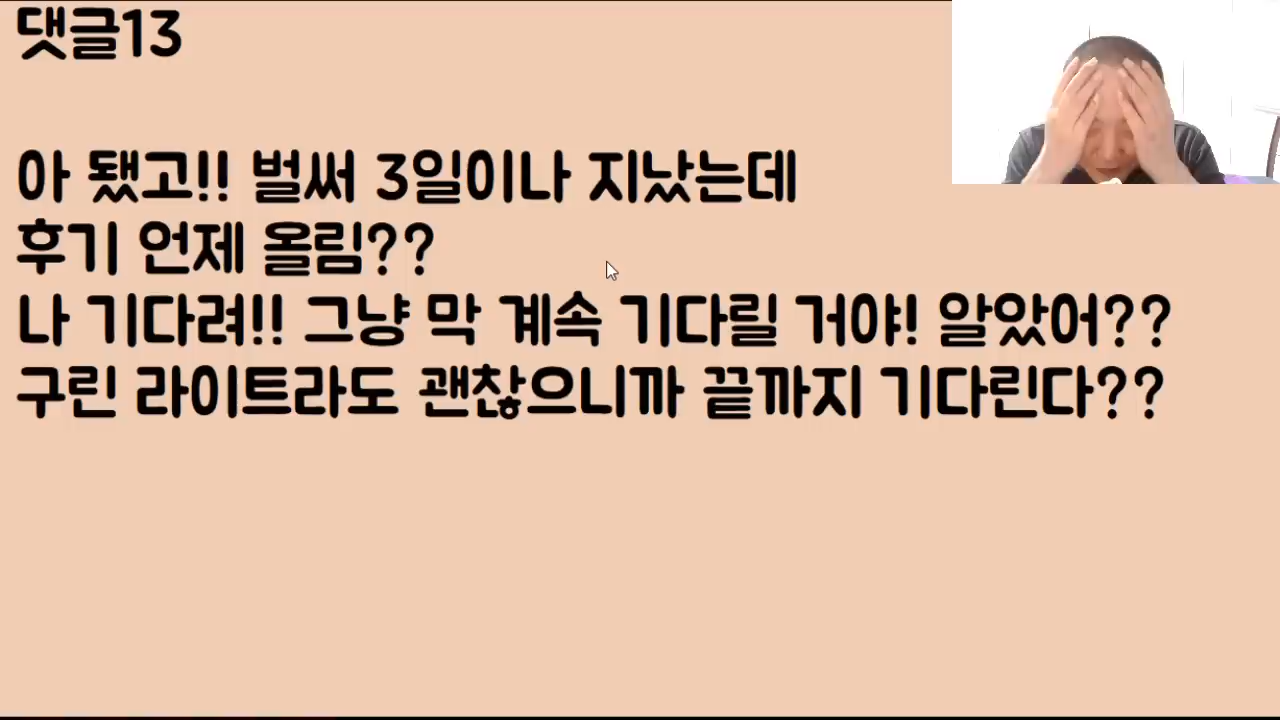 댓글13
아 됐고!! 벌써 3일이나 지났는데
후기 언제 올림??
나 기다려!! 그냥 막 계속 기다릴 거야! 알았어??
구린 라이트라도 괜찮으니까 끝까지 기다린다??